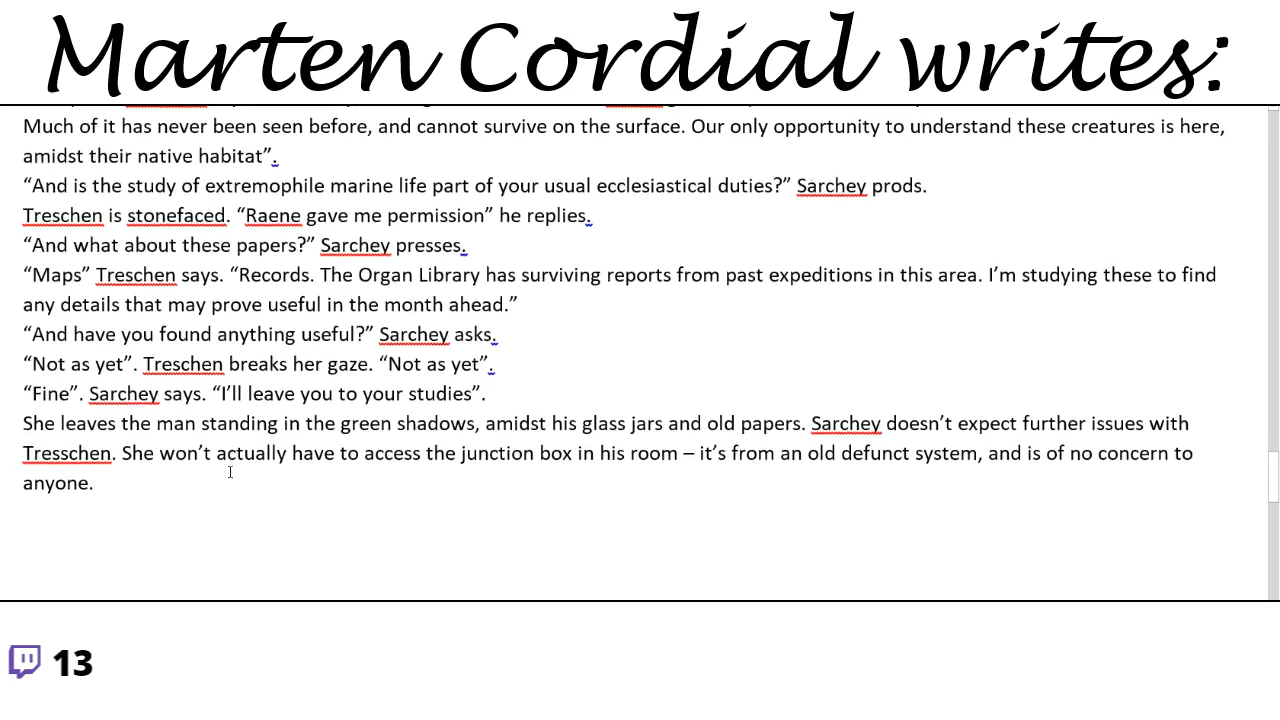 Marten Cordial writes:
Much of it has never been seen before, and cannot survive on the surface. Our only opportunity to understand these creatures is here,
amidst their native habitat”.
“And is the study of extremophile marine life part of your usual ecclesiastical duties?” Sarchey prods.
Treschen is stonefaced. “Raene gave me permission” he replies.
“And what about these papers?” Sarchey presses.
“Maps” Treschen says. “Records. The Organ Library has surviving reports from past expeditions in this area. I’m studying these to find
any details that may prove useful in the month ahead.”
“And have you found anything useful?” Sarchey asks.
“Not as yet”. Treschen breaks her gaze. “Not as yet”.
“Fine”. Sarchey says. “I’ll leave you to your studies”.
She leaves the man standing in the green shadows, amidst his glass jars and old papers. Sarchey doesn’t expect further issues with
Tresschen. She won’t actually have to access the junction box in his room – it’s from an old defunct system, and is of no concern to
anyone.
13